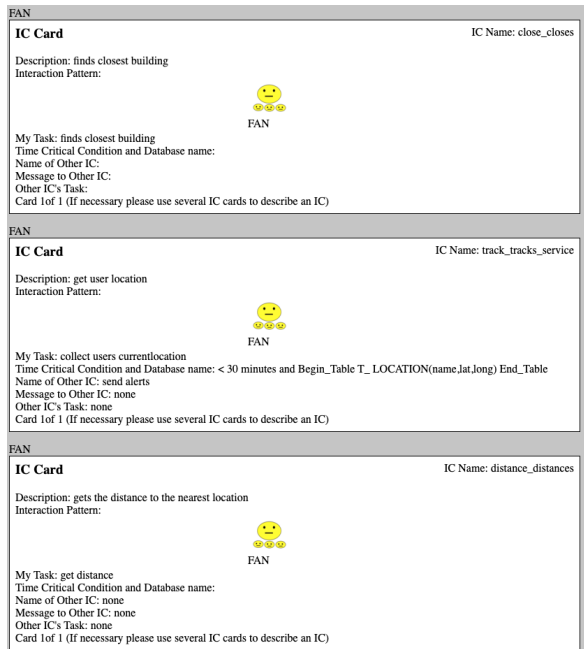 FAN
IC Card
IC Name: close_closes
Description: finds closest building
Interaction Pattern:
FAN
My Task: finds closest building
Time Critical Condition and Database name:
Name of Other IC:
Message to Other IC:
Other IC's Task:
Card 1of 1 (If necessary please use several IC cards to describe an IC)
FAN
IC Card
IC Name: track_tracks_service
Description: get user location
Interaction Pattern:
FAN
My Task: collect users currentlocation
Time Critical Condition and Database name: < 30 minutes and Begin_Table T_ LOCATION(name,lat,long) End_Table
Name of Other IC: send alerts
Message to Other IC: none
Other IC's Task: none
Card 1of 1 (If necessary please use several IC cards to describe an IC)
FAN
IC Card
IC Name: distance_distances
Description: gets the distance to the nearest location
Interaction Pattern:
FAN
My Task: get distance
Time Critical Condition and Database name:
Name of Other IC: none
Message to Other IC: none
Other IC's Task: none
Card 1of 1 (If necessary please use several IC cards to describe an IC)